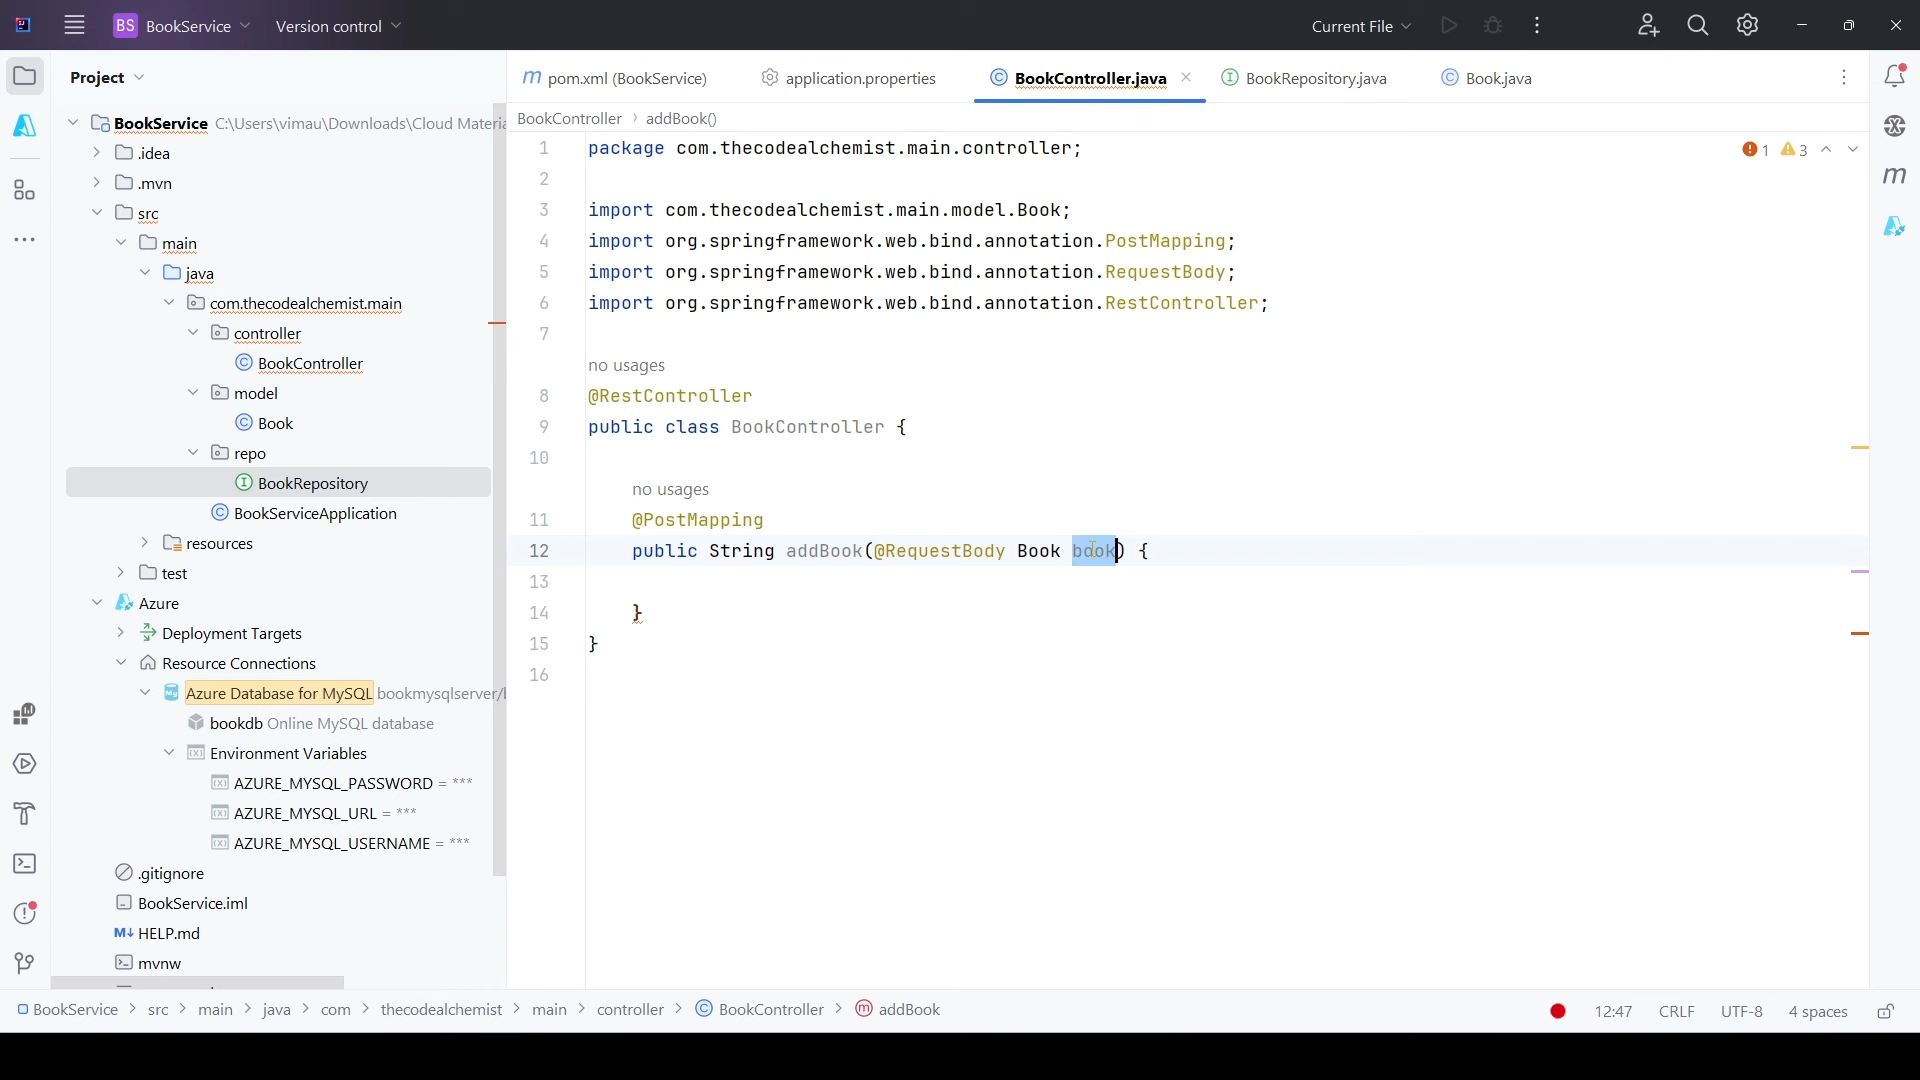 BS BookService Version control Current File
Project
m pom.xml (BookService) application.properties BookController.java BookRepository.java Book.java
BookController › addBook()
BookService C:\Users\vimau\Downloads\Cloud Materia
.idea
.mvn
src
main
java
com.thecodealchemist.main
controller
BookController
model
Book
repo
BookRepository
BookServiceApplication
resources
test
Azure
Deployment Targets
Resource Connections
Azure Database for MySQL bookmysqlserver/
bookdb Online MySQL database
Environment Variables
AZURE_MYSQL_PASSWORD = ***
AZURE_MYSQL_URL = ***
AZURE_MYSQL_USERNAME = ***
.gitignore
BookService.iml
M↓ HELP.md
mvnw
1 package com.thecodealchemist.main.controller;
1 3
2
3 import com.thecodealchemist.main.model.Book;
4 import org.springframework.web.bind.annotation.PostMapping;
5 import org.springframework.web.bind.annotation.RequestBody;
6 import org.springframework.web.bind.annotation.RestController;
7
no usages
8 @RestController
9 public class BookController {
10
no usages
11 @PostMapping
12 public String addBook(@RequestBody Book book) {
13
14 }
15 }
16
m
BookService › src › main › java › com › thecodealchemist › main › controller › BookController › addBook
12:47 CRLF UTF-8 4 spaces